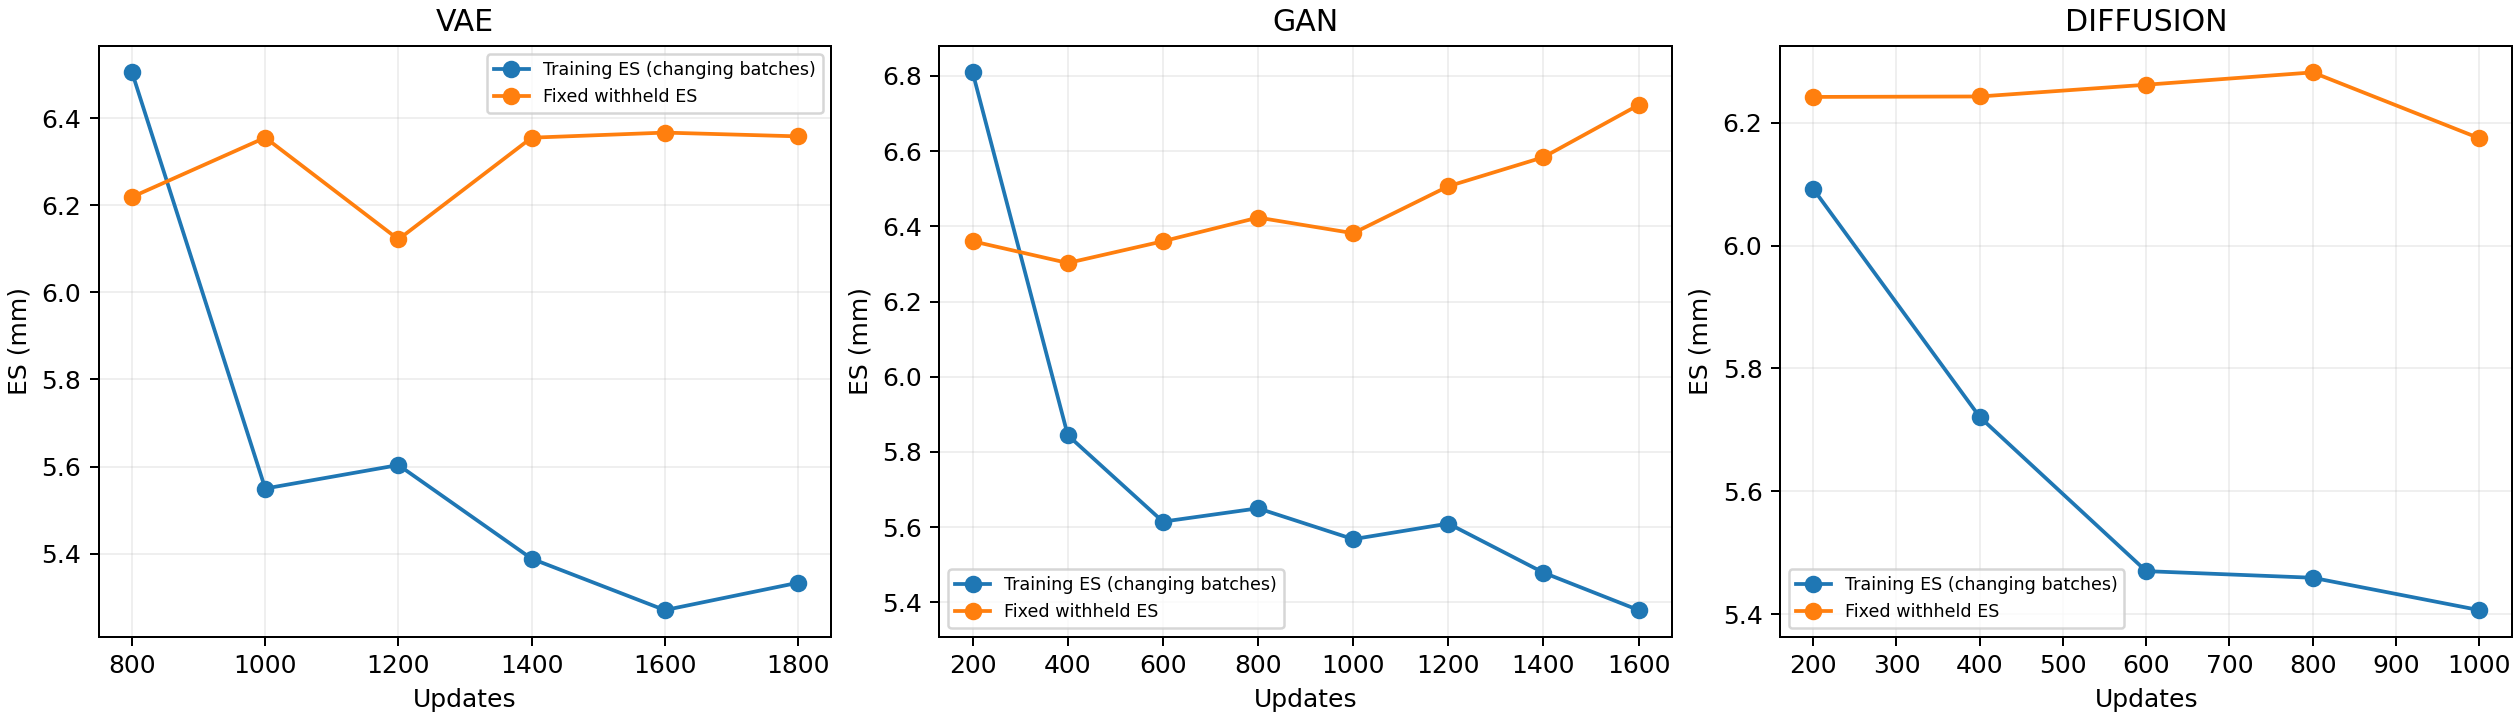 VAE
Training ES (changing batches)
Fixed withheld ES
6.4
6.2
6.0
5.8
5.6
5.4
ES (mm)
800 1000 1200 1400 1600 1800
Updates
GAN
6.8
6.6
6.4
6.2
6.0
5.8
5.6
5.4
ES (mm)
Training ES (changing batches)
Fixed withheld ES
200 400 600 800 1000 1200 1400 1600
Updates
DIFFUSION
6.2
6.0
5.8
5.6
5.4
ES (mm)
Training ES (changing batches)
Fixed withheld ES
200 300 400 500 600 700 800 900 1000
Updates